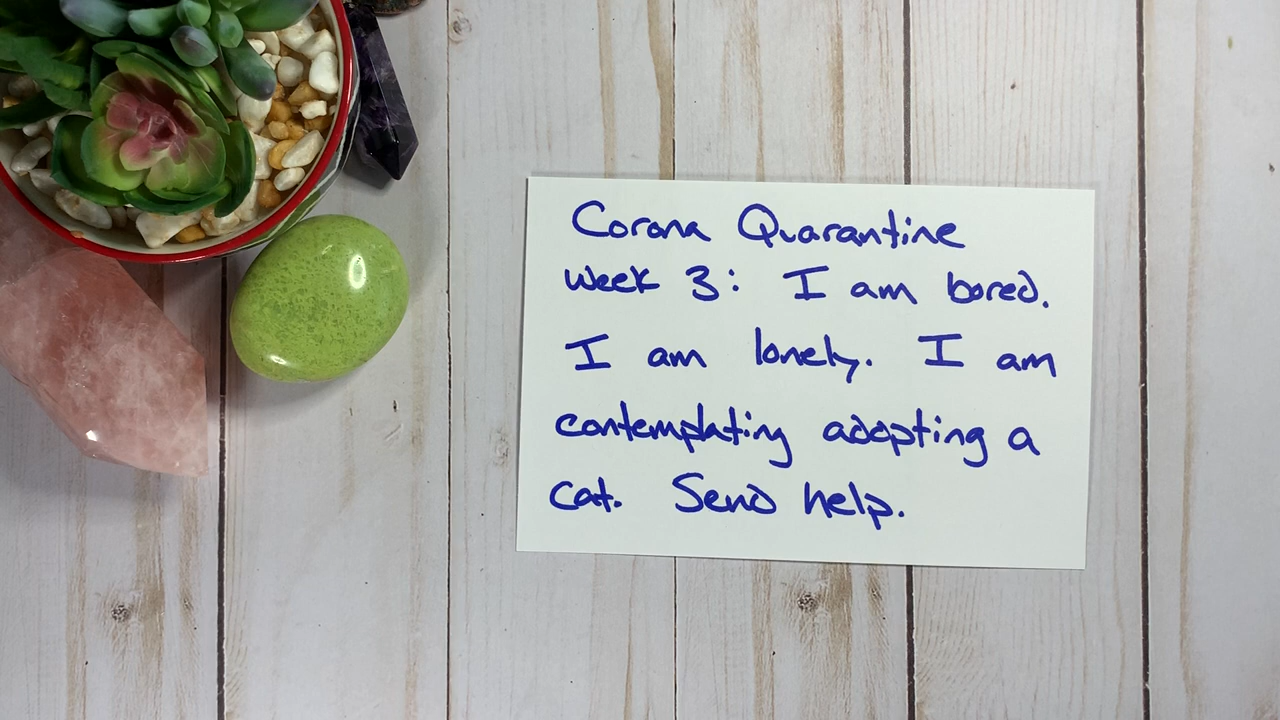 Corona Quarantine
Week 3: I am bored.
I am lonely. I am
contemplating adopting a
cat. Send help.